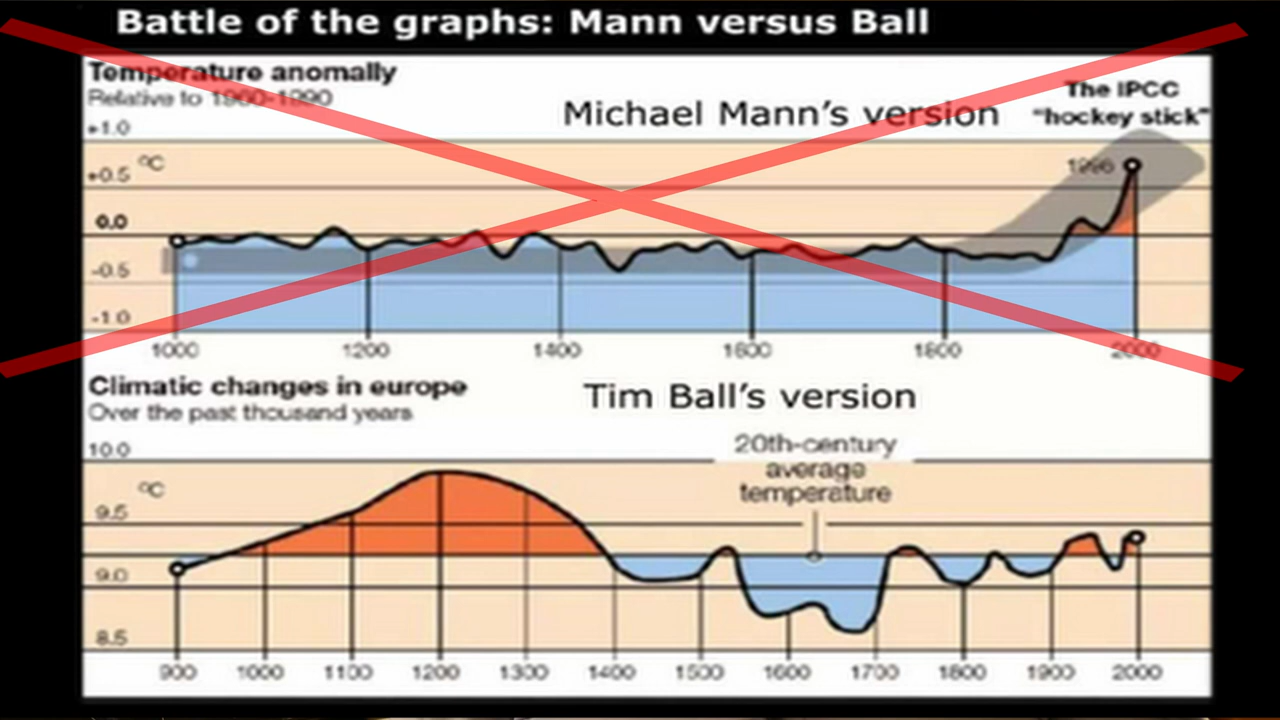 Battle of the graphs: Mann versus Ball
Temperature anomally
Relative to 1960-1990
Michael Mann's version
The IPCC
"hockey stick"
+1.0
°C
+0.5
1998
0.0
-0.5
-1.0
1000 1200 1400 1600 1800 2000
Climatic changes in europe
Over the past thousand years
Tim Ball's version
10.0
20th-century
average
temperature
°C
9.5
9.0
8.5
900 1000 1100 1200 1300 1400 1500 1600 1700 1800 1900 2000